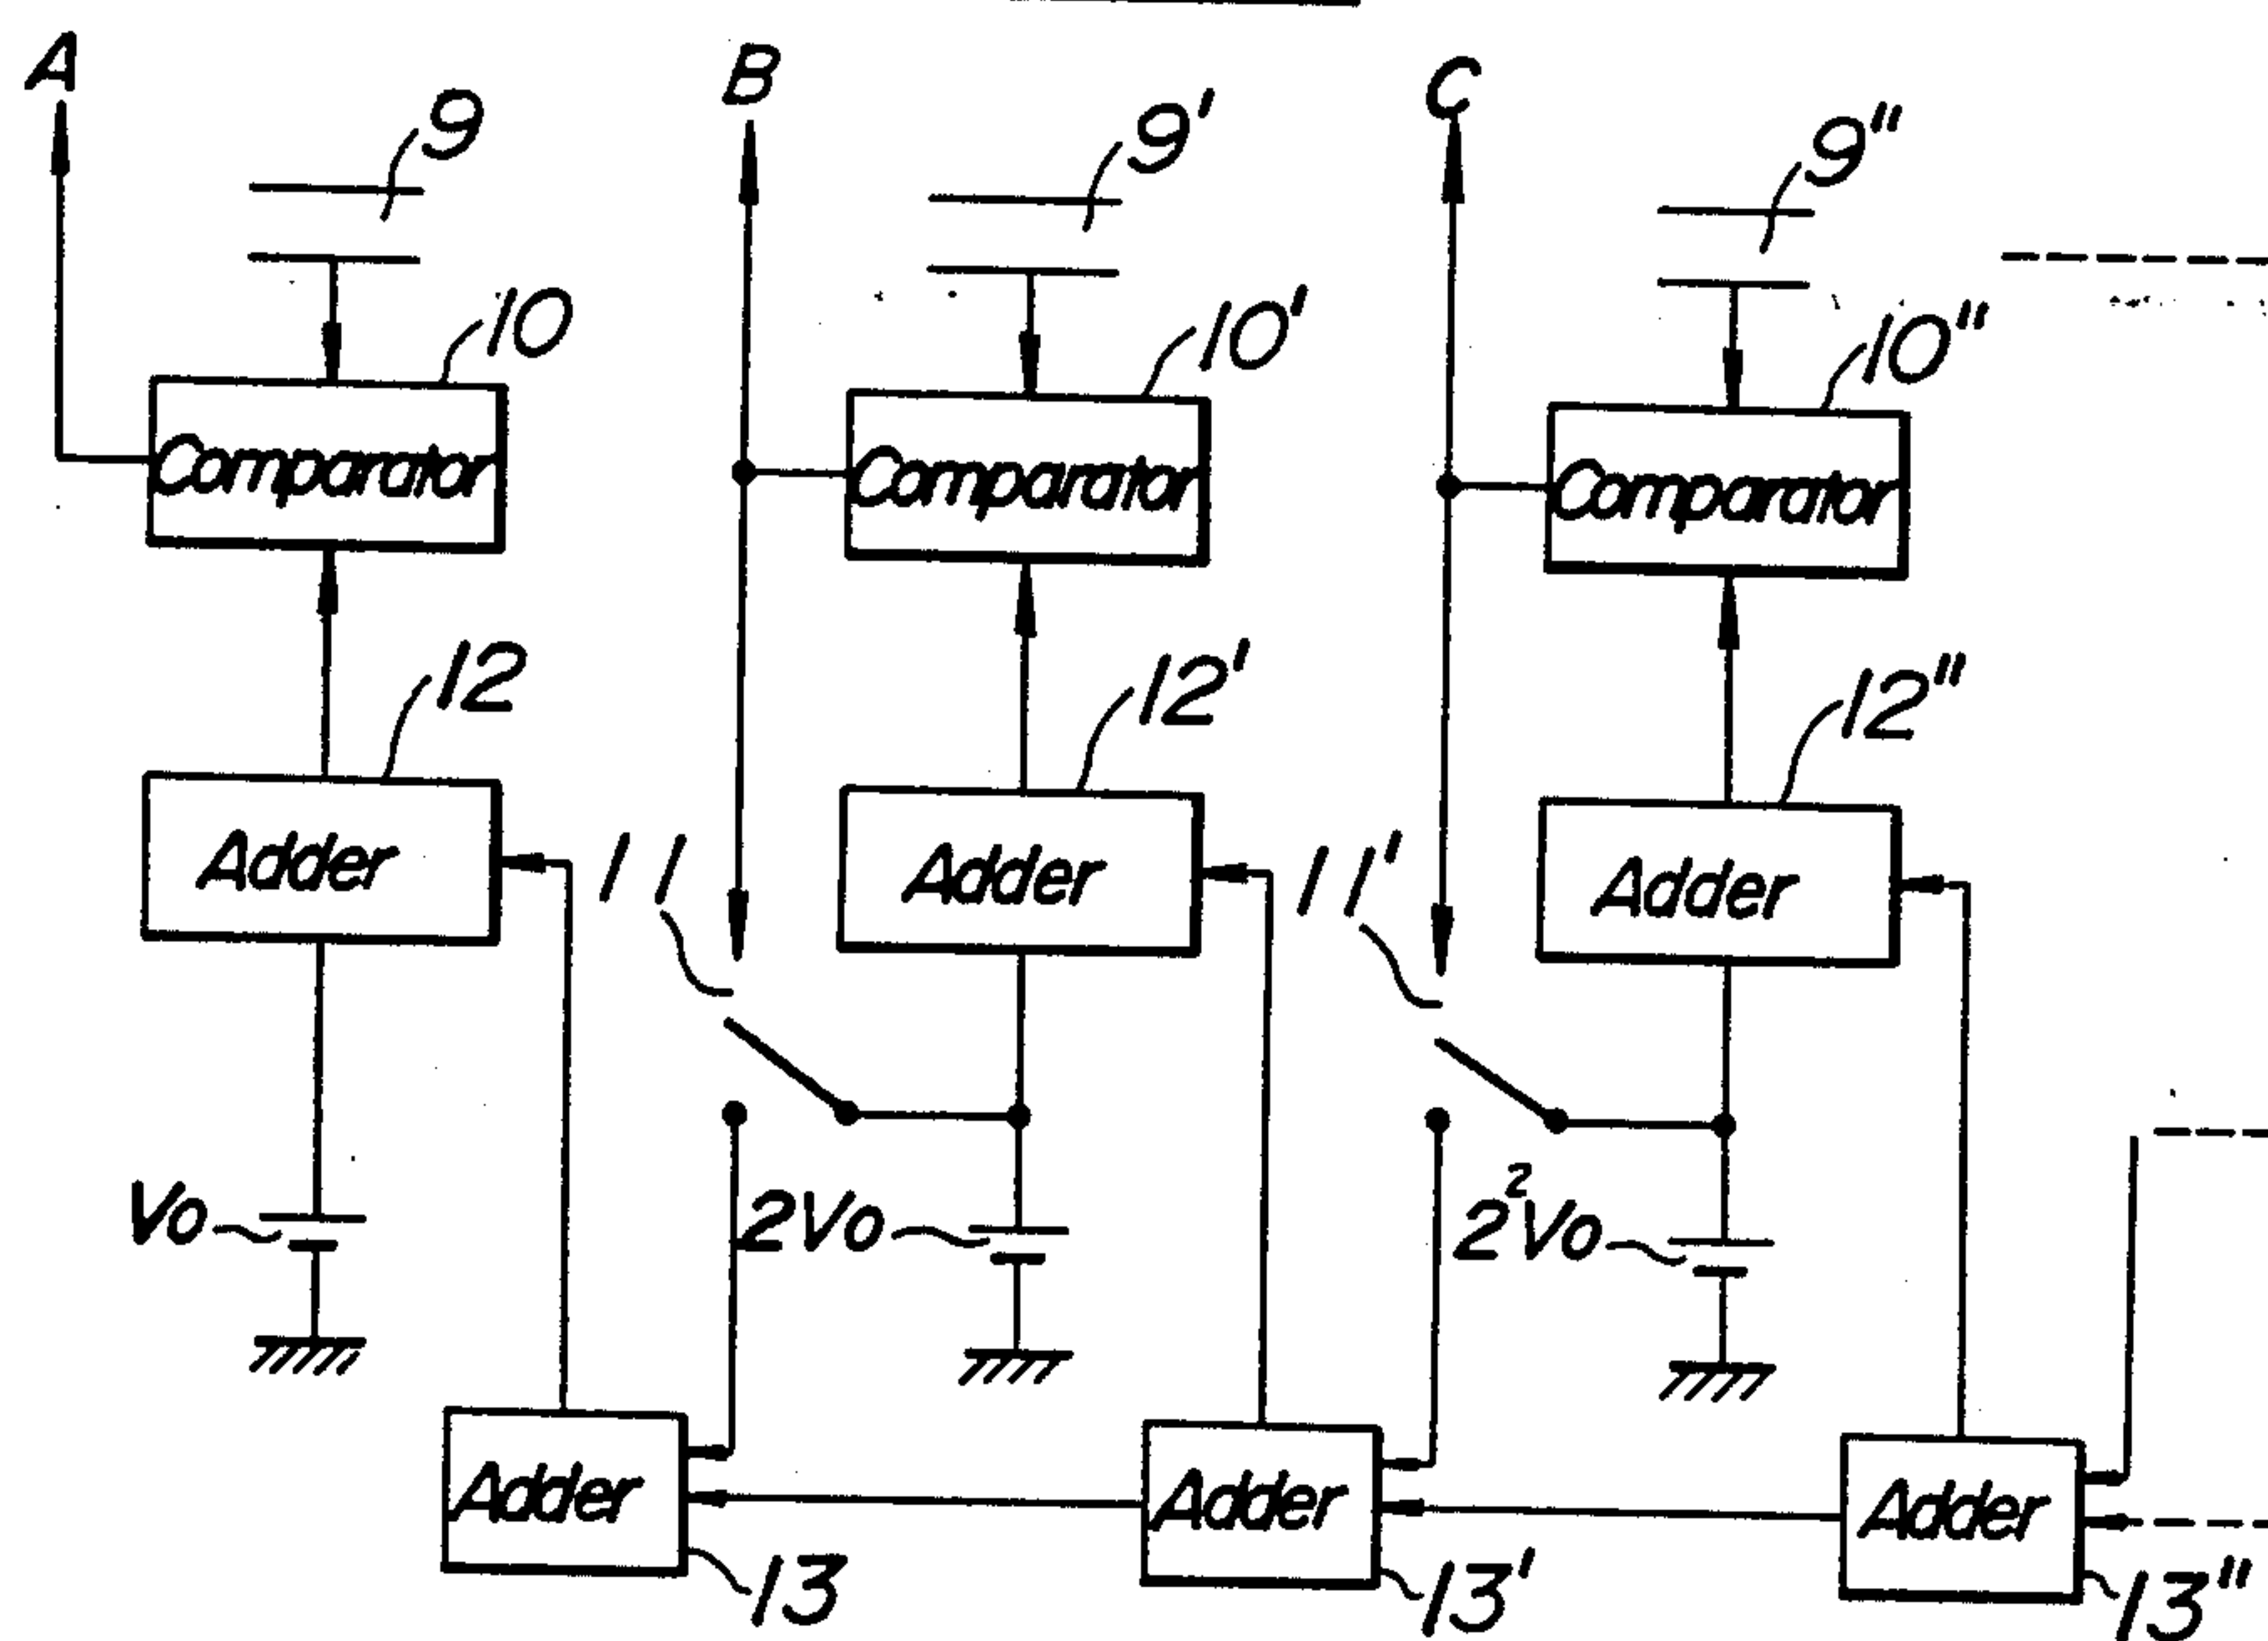 A
B
C
9
9'
9"
10
10'
10"
Comparator
Comparator
Comparator
12
12'
12"
Adder
11
Adder
11'
Adder
Vo
2Vo
2²Vo
Adder
Adder
Adder
13
13'
13"